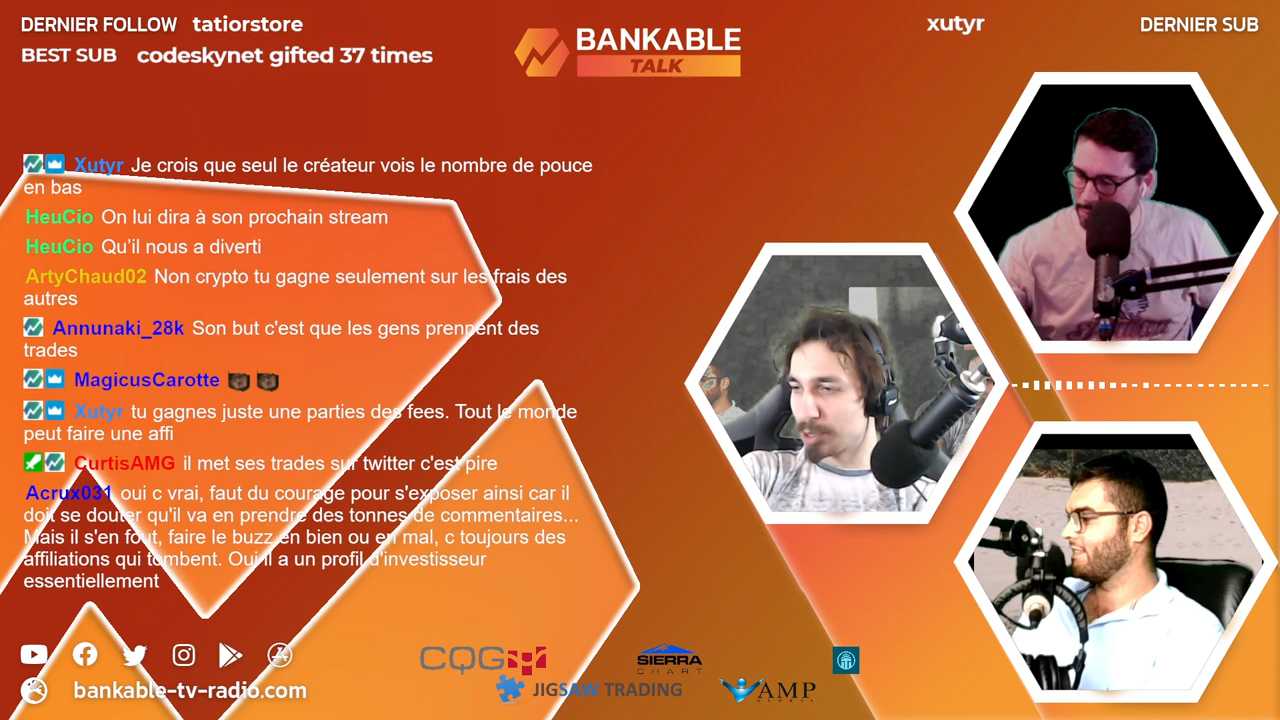 DERNIER FOLLOW tatiorstore
BEST SUB codeskynet gifted 37 times
BANKABLE
TALK
xutyr DERNIER SUB
Xutyr Je crois que seul le créateur vois le nombre de pouce
en bas
HeuCio On lui dira à son prochain stream
HeuCio Qu'il nous a diverti
ArtyChaud02 Non crypto tu gagne seulement sur les frais des
autres
Annunaki_28k Son but c'est que les gens prennent des
trades
MagicusCarotte
Xutyr tu gagnes juste une parties des fees. Tout le monde
peut faire une affi
CurtisAMG il met ses trades sur twitter c'est pire
Acrux031 oui c vrai, faut du courage pour s'exposer ainsi car il
doit se douter qu'il va en prendre des tonnes de commentaires...
Mais il s'en fout, faire le buzz en bien ou en mal, c toujours des
affiliations qui tombent. Oui il a un profil d'investisseur
essentiellement
bankable-tv-radio.com
CQG
SIERRA
CHART
JIGSAW TRADING
AMP